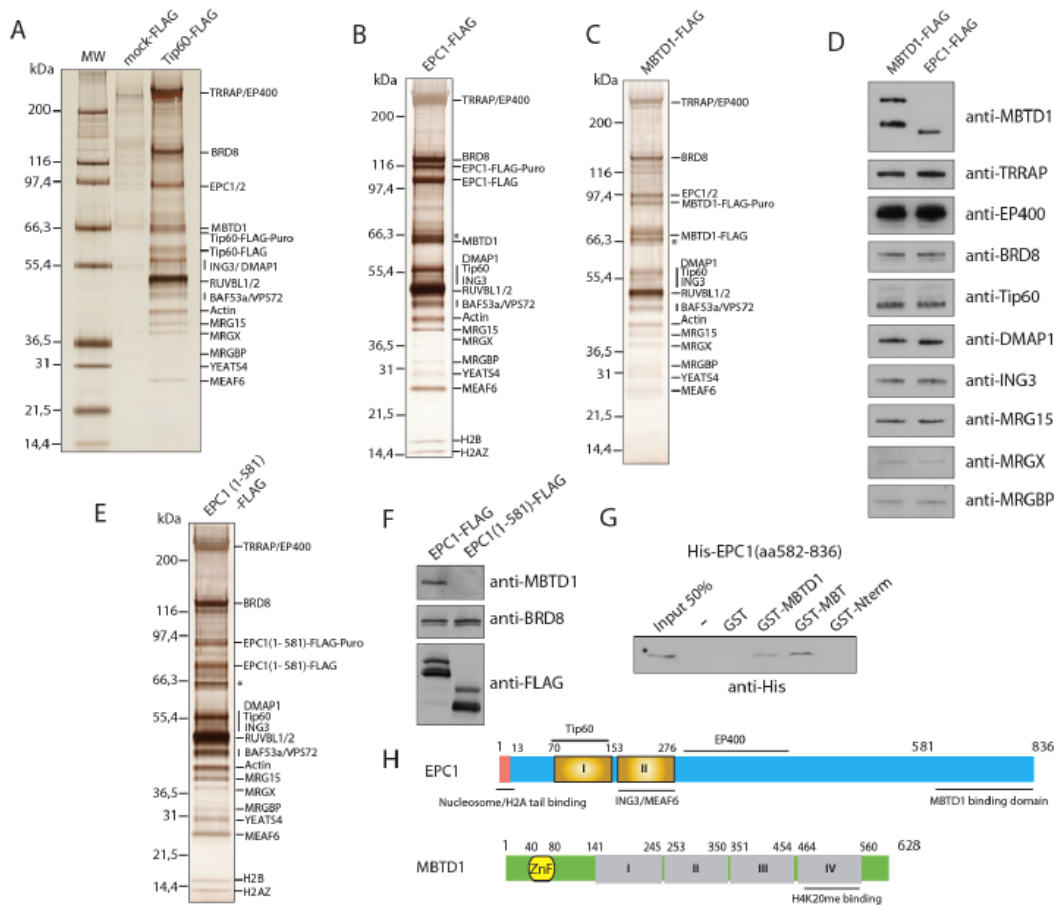 A
MW
mock-FLAG
Tip60-FLAG
kDa
200
116
97,4
66,3
55,4
36,5
31
21,5
14,4
TRRAP/EP400
BRD8
EPC1/2
MBTD1
Tip60-FLAG-Puro
Tip60-FLAG
ING3/ DMAP1
RUVBL1/2
BAF53a/VPS72
Actin
MRG15
MRGX
MRGBP
YEATS4
MEAF6
B
EPC1-FLAG
kDa
200
116
97,4
66,3
55,4
36,5
31
21,5
14,4
TRRAP/EP400
BRD8
EPC1-FLAG-Puro
EPC1-FLAG
*
MBTD1
DMAP1
Tip60
ING3
RUVBL1/2
BAF53a/VPS72
Actin
MRG15
MRGX
MRGBP
YEATS4
MEAF6
H2B
H2AZ
C
MBTD1-FLAG
kDa
200
116
97,4
66,3
55,4
36,5
31
21,5
14,4
TRRAP/EP400
BRD8
EPC1/2
MBTD1-FLAG-Puro
MBTD1-FLAG
*
DMAP1
Tip60
ING3
RUVBL1/2
BAF53a/VPS72
Actin
MRG15
MRGX
MRGBP
YEATS4
MEAF6
D
MBTD1-FLAG
EPC1-FLAG
anti-MBTD1
anti-TRRAP
anti-EP400
anti-BRD8
anti-Tip60
anti-DMAP1
anti-ING3
anti-MRG15
anti-MRGX
anti-MRGBP
E
EPC1 (1-581)
-FLAG
kDa
200
116
97,4
66,3
55,4
36,5
31
21,5
14,4
TRRAP/EP400
BRD8
EPC1(1- 581)-FLAG-Puro
EPC1(1- 581)-FLAG
*
DMAP1
Tip60
ING3
RUVBL1/2
BAF53a/VPS72
Actin
MRG15
MRGX
MRGBP
YEATS4
MEAF6
H2B
H2AZ
F
EPC1-FLAG
EPC1(1-581)-FLAG
anti-MBTD1
anti-BRD8
anti-FLAG
G
His-EPC1(aa582-836)
Input 50%
-
GST
GST-MBTD1
GST-MBT
GST-Nterm
*
anti-His
H
Tip60
EP400
1 13 70 153 276 581 836
EPC1
I II
Nucleosome/H2A tail binding
ING3/MEAF6
MBTD1 binding domain
1 40 80 141 245 253 350 351 454 464 560 628
MBTD1
ZnF I II III IV
H4K20me binding